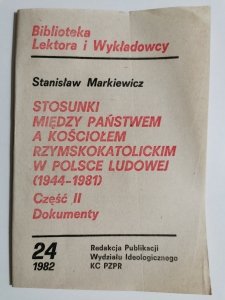 Biblioteka
Lektora i Wykładowcy
Stanisław Markiewicz
STOSUNKI
MIĘDZY PAŃSTWEM
A KOŚCIOŁEM
RZYMSKOKATOLICKIM
W POLSCE LUDOWEJ
(1944-1981)
Część II
Dokumenty
24
1982
Redakcja Publikacji
Wydziału Ideologicznego
KC PZPR